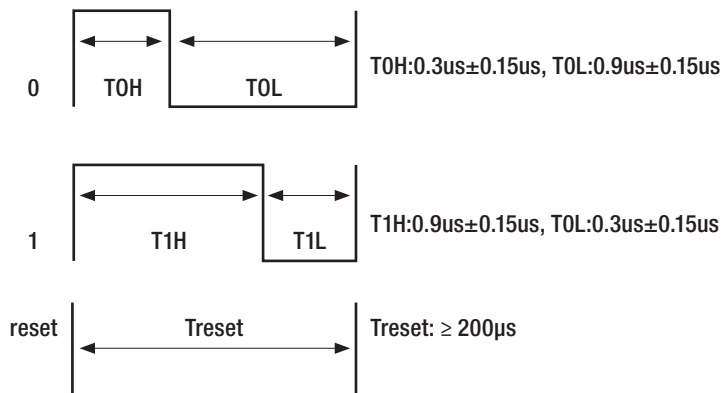 T0H:0.3us±0.15us, T0L:0.9us±0.15us
0 T0H T0L
T1H:0.9us±0.15us, T0L:0.3us±0.15us
1 T1H T1L
reset Treset Treset: ≥ 200µs